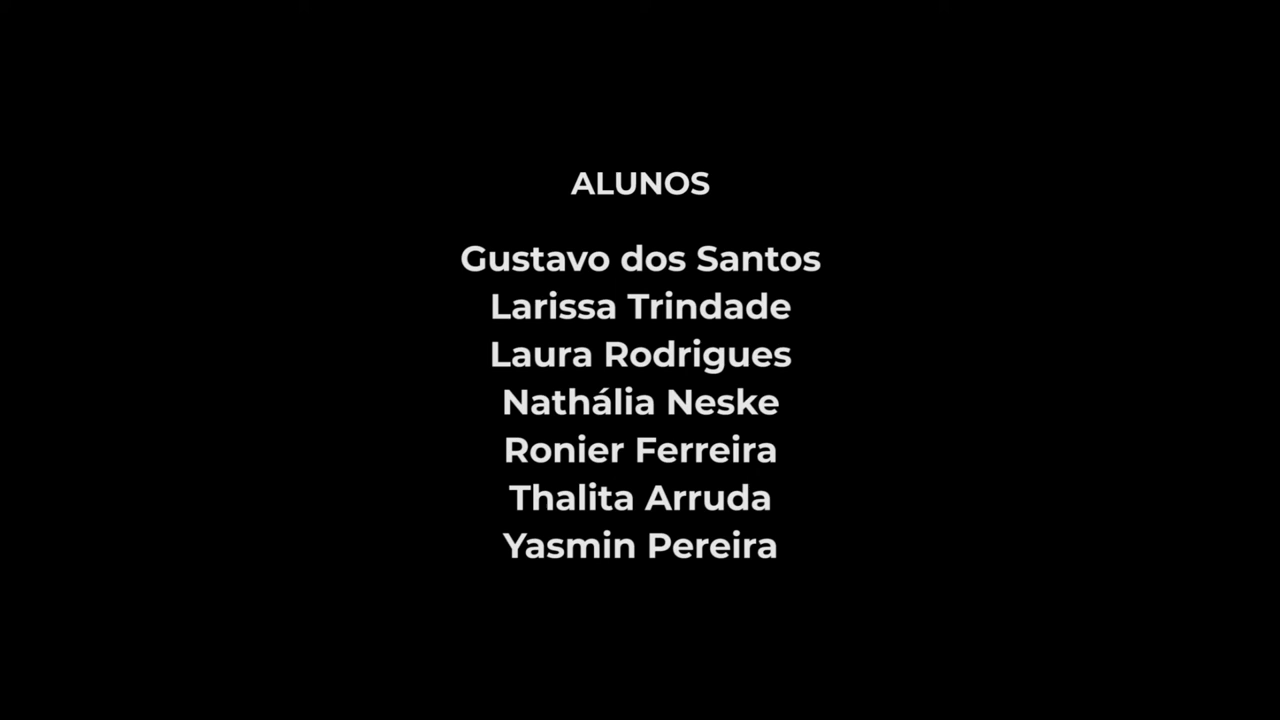 ALUNOS
Gustavo dos Santos
Larissa Trindade
Laura Rodrigues
Nathália Neske
Ronier Ferreira
Thalita Arruda
Yasmin Pereira